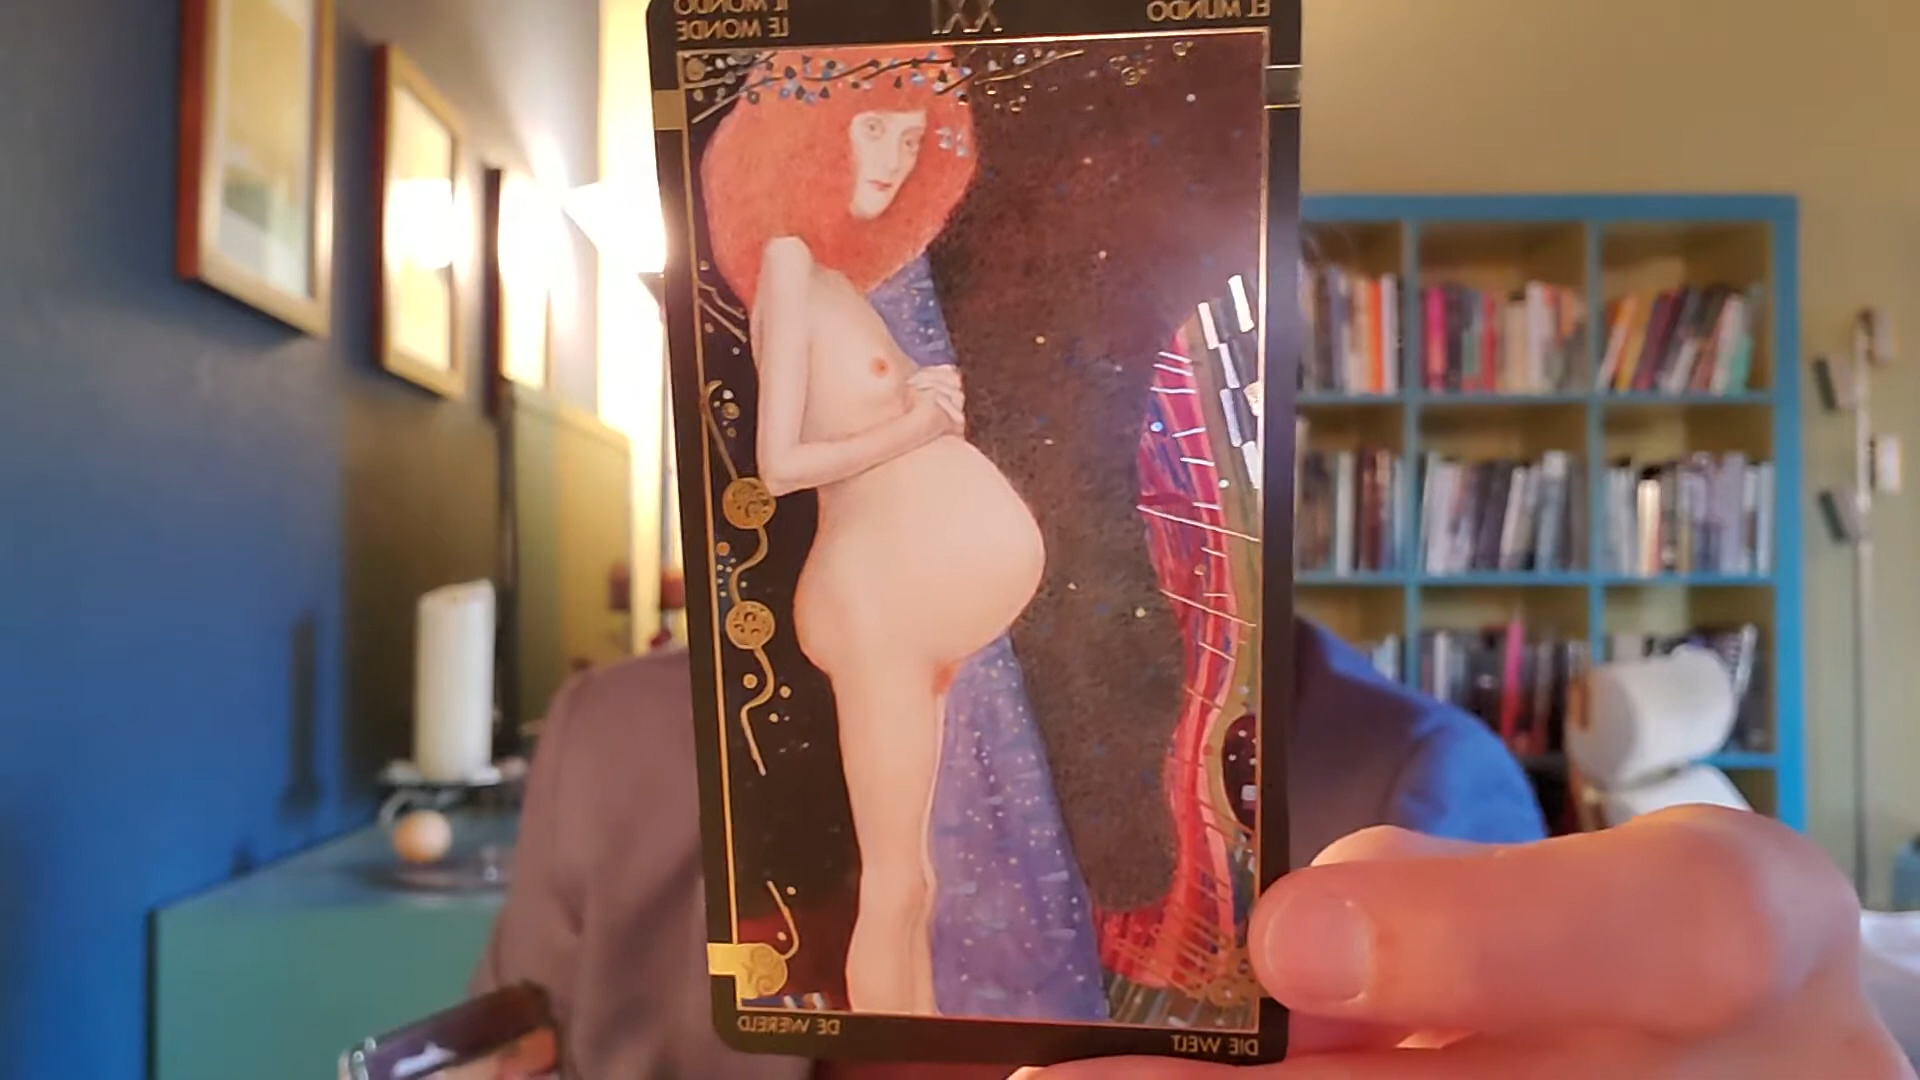 IL MONDO
LE MONDE
XXI
EL MUNDO
DE WERELD
DIE WELT